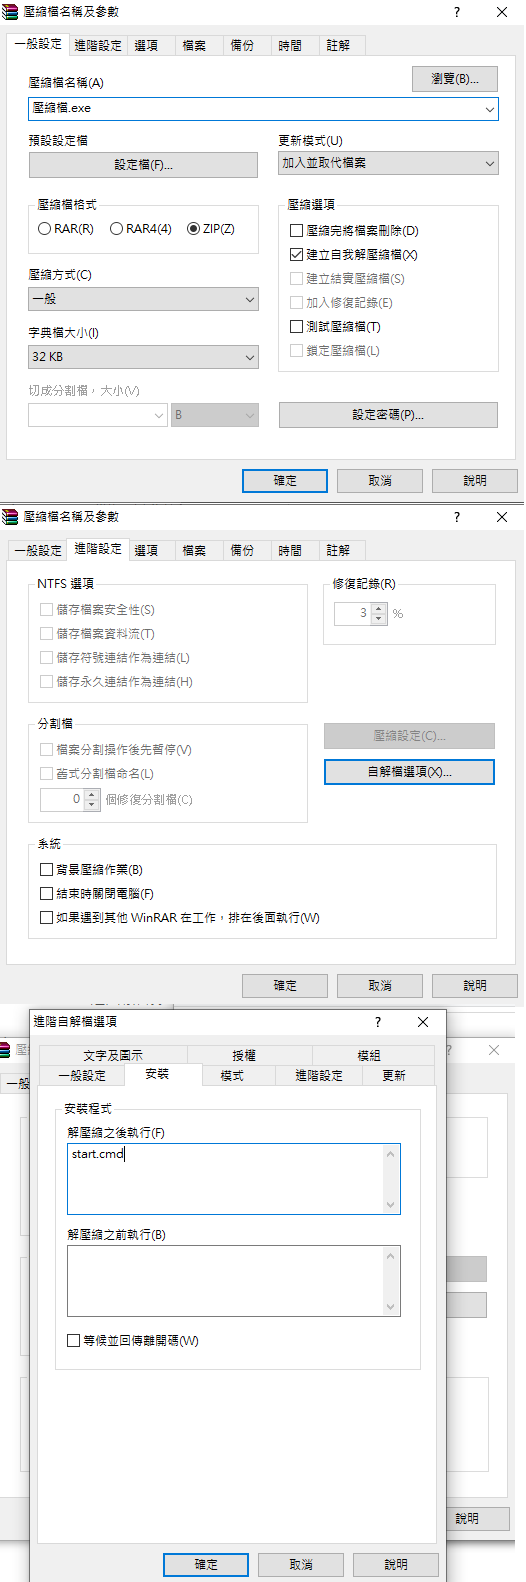 壓縮檔名稱及參數
一般設定 進階設定 選項 檔案 備份 時間 註解
壓縮檔名稱(A)
瀏覽(B)...
壓縮檔.exe
預設設定檔
更新模式(U)
設定檔(F)...
加入並取代檔案
壓縮檔格式
壓縮選項
RAR(R) RAR4(4) ZIP(Z)
壓縮完將檔案刪除(D)
建立自我解壓縮檔(X)
壓縮方式(C)
建立結實壓縮檔(S)
一般
加入修復記錄(E)
字典檔大小(I)
測試壓縮檔(T)
32 KB
鎖定壓縮檔(L)
切成分割檔，大小(V)
B
設定密碼(P)...
確定 取消 說明
壓縮檔名稱及參數
一般設定 進階設定 選項 檔案 備份 時間 註解
NTFS 選項
修復記錄(R)
儲存檔案安全性(S)
3 %
儲存檔案資料流(T)
儲存符號連結作為連結(L)
儲存永久連結作為連結(H)
分割檔
壓縮設定(C)...
檔案分割操作後先暫停(V)
舊式分割檔命名(L)
自解檔選項(X)...
0 個修復分割檔(C)
系統
背景壓縮作業(B)
結束時關閉電腦(F)
如果遇到其他 WinRAR 在工作，排在後面執行(W)
確定 取消 說明
進階自解檔選項
文字及圖示 授權 模組
一般設定 安裝 模式 進階設定 更新
安裝程式
解壓縮之後執行(F)
start.cmd
解壓縮之前執行(B)
等候並回傳離開碼(W)
說明
確定 取消 說明